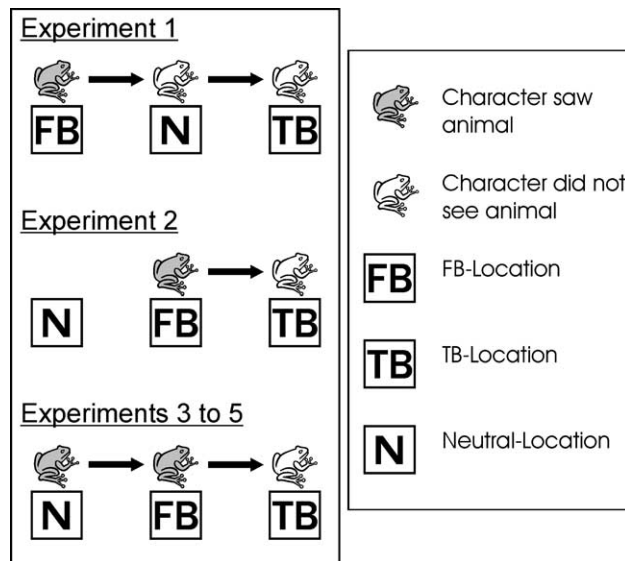 Experiment 1
FB N TB
Experiment 2
N FB TB
Experiments 3 to 5
N FB TB
Character saw
animal
Character did not
see animal
FB FB-Location
TB TB-Location
N Neutral-Location